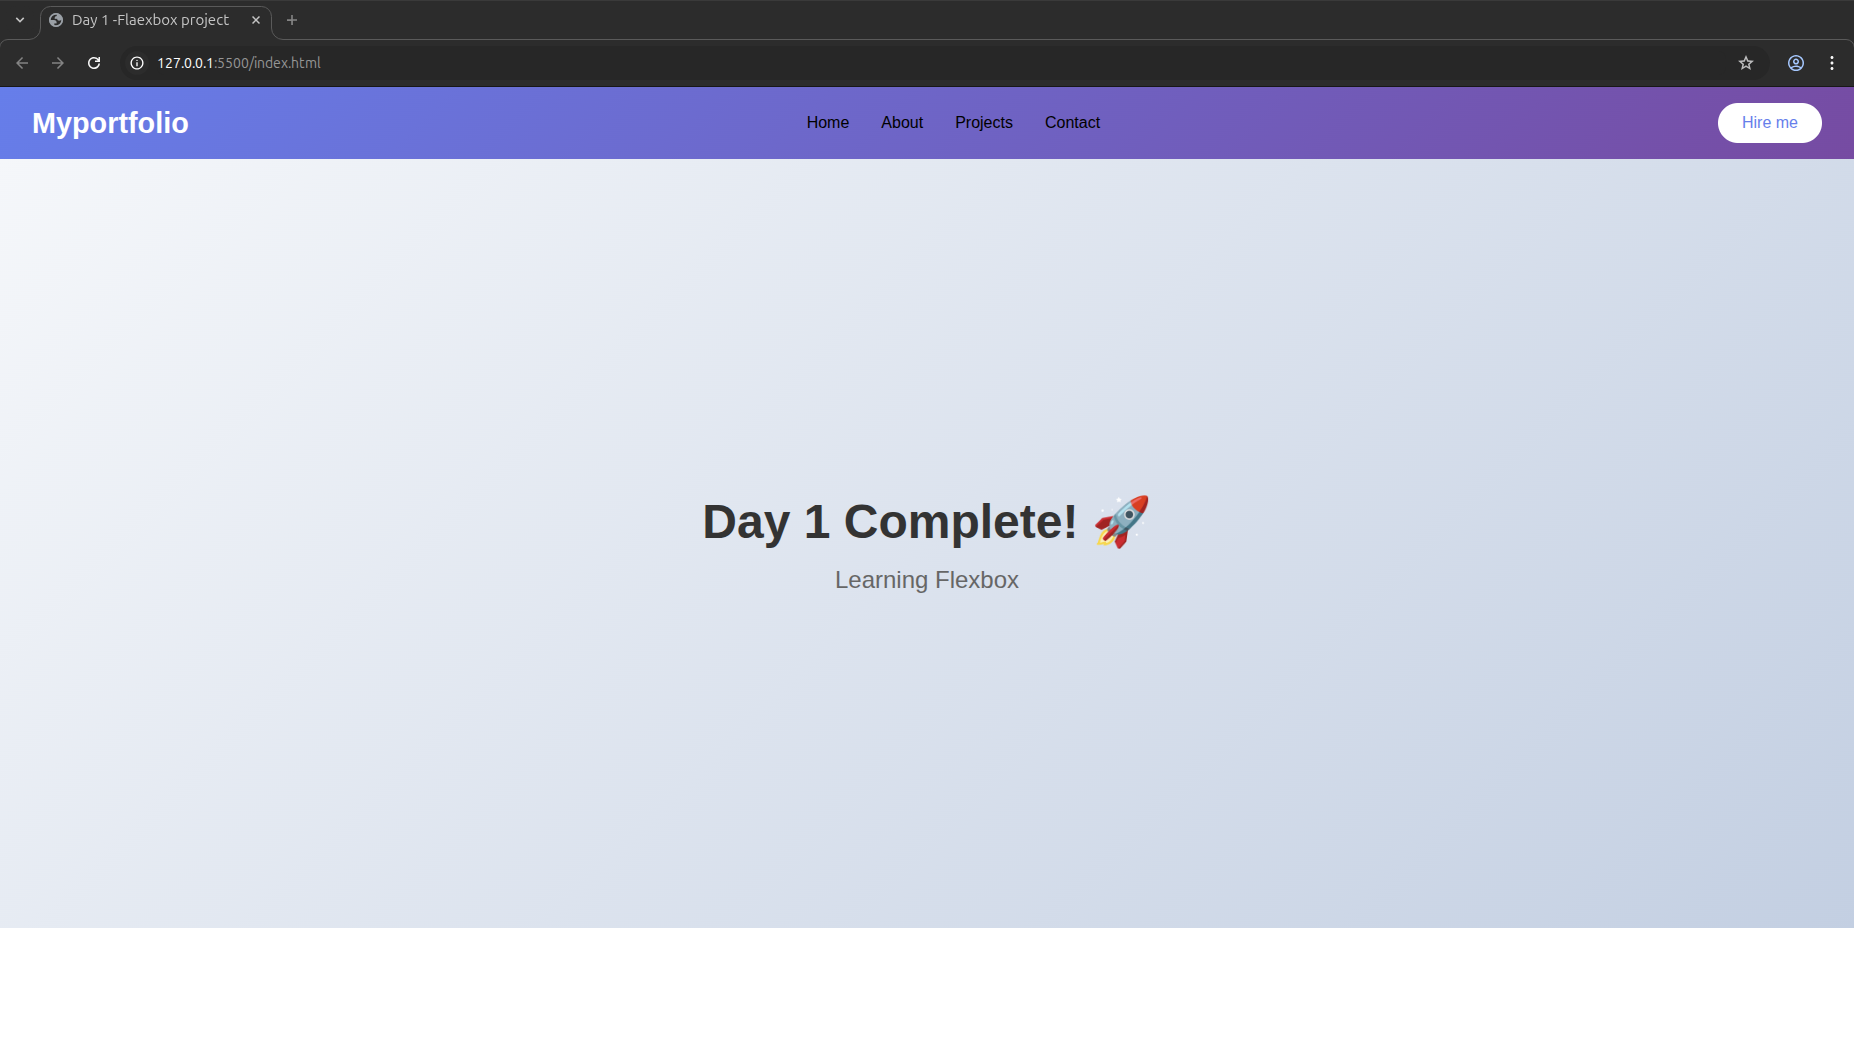 Day 1 -Flaexbox project
127.0.0.1:5500/index.html
Myportfolio
Home About Projects Contact
Hire me
Day 1 Complete! 🚀
Learning Flexbox